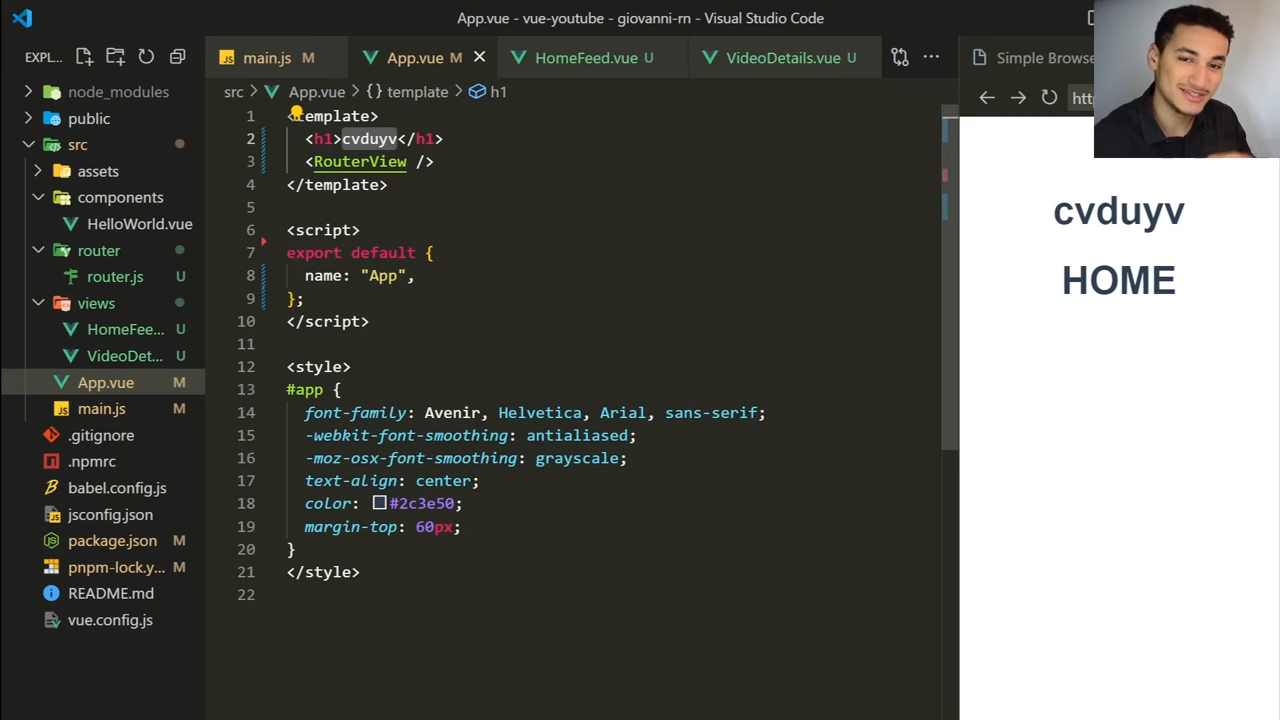 App.vue - vue-youtube - giovanni-rn - Visual Studio Code
EXPL...
main.js M
App.vue M
HomeFeed.vue U
VideoDetails.vue U
Simple Browse
src > App.vue > {} template > h1
htt
node_modules
public
src
assets
components
HelloWorld.vue
router
router.js U
views
HomeFee... U
VideoDet... U
App.vue M
main.js M
.gitignore
.npmrc
babel.config.js
jsconfig.json
package.json M
pnpm-lock.y... M
README.md
vue.config.js
1 <template>
2 <h1>cvduyv</h1>
3 <RouterView />
4 </template>
5
6 <script>
7 export default {
8 name: "App",
9 };
10 </script>
11
12 <style>
13 #app {
14 font-family: Avenir, Helvetica, Arial, sans-serif;
15 -webkit-font-smoothing: antialiased;
16 -moz-osx-font-smoothing: grayscale;
17 text-align: center;
18 color: #2c3e50;
19 margin-top: 60px;
20 }
21 </style>
22
cvduyv
HOME